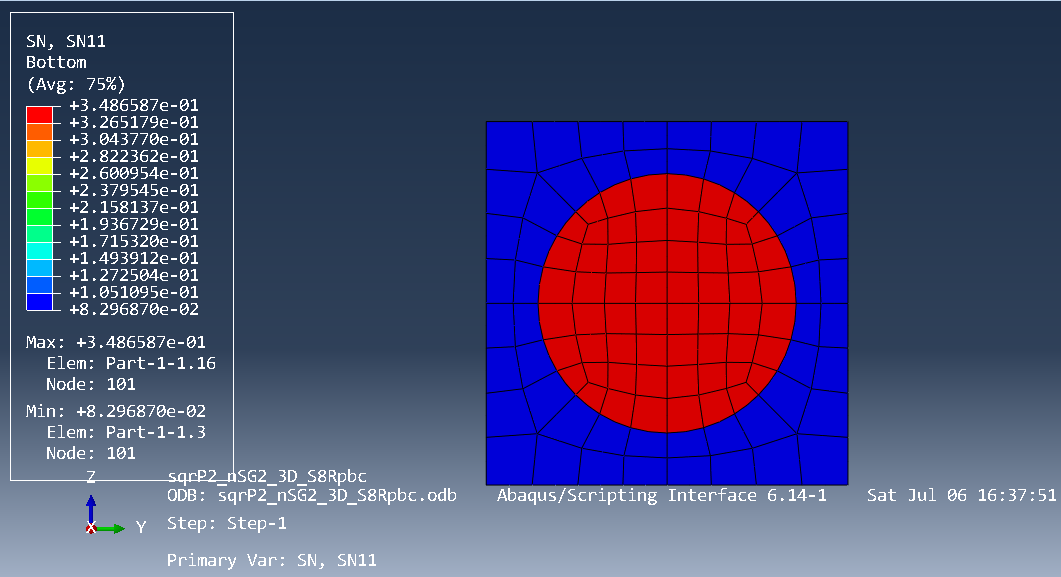 SN, SN11
Bottom
(Avg: 75%)
+3.486587e-01
+3.265179e-01
+3.043770e-01
+2.822362e-01
+2.600954e-01
+2.379545e-01
+2.158137e-01
+1.936729e-01
+1.715320e-01
+1.493912e-01
+1.272504e-01
+1.051095e-01
+8.296870e-02
Max: +3.486587e-01
Elem: Part-1-1.16
Node: 101
Min: +8.296870e-02
Elem: Part-1-1.3
Node: 101
Z
Y
X
sqrP2_nSG2_3D_S8Rpbc
ODB: sqrP2_nSG2_3D_S8Rpbc.odb Abaqus/Scripting Interface 6.14-1 Sat Jul 06 16:37:51
Step: Step-1
Primary Var: SN, SN11